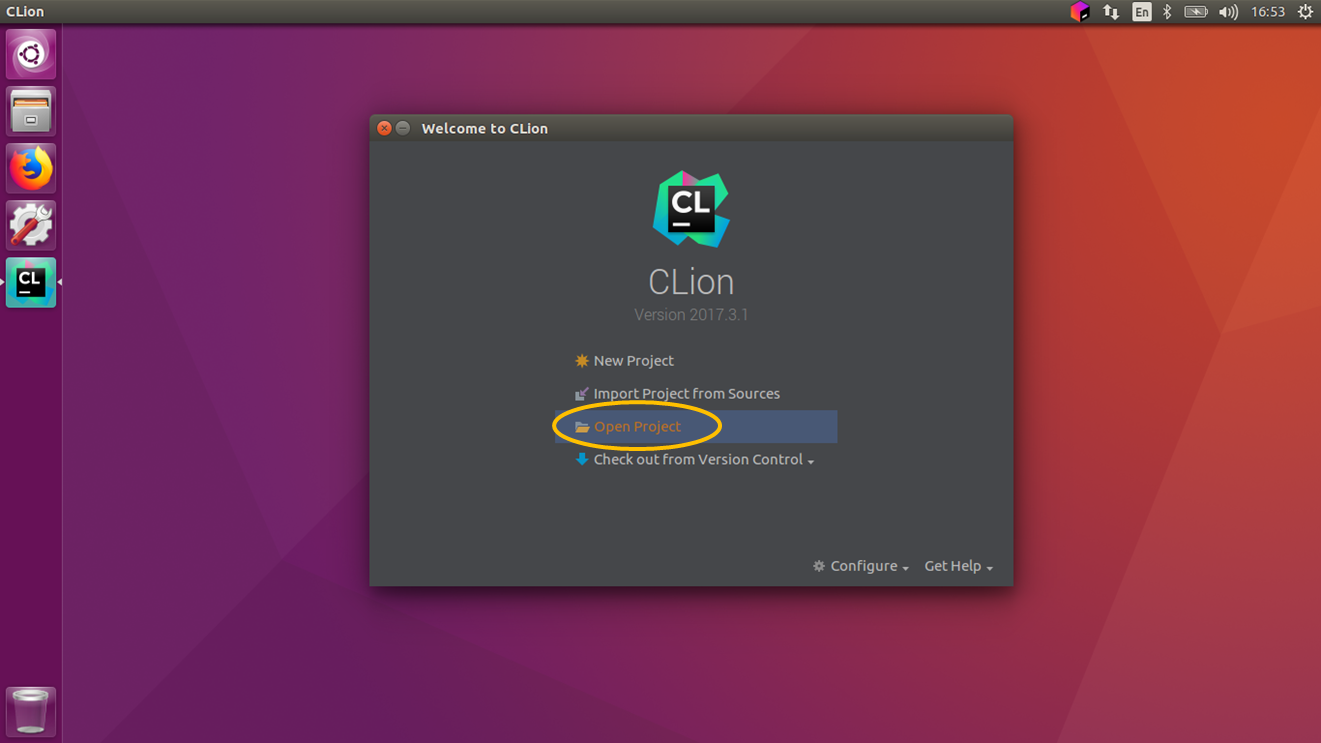 CLion
En
16:53
Welcome to CLion
CL
CLion
Version 2017.3.1
New Project
Import Project from Sources
Open Project
Check out from Version Control
Configure
Get Help
CL